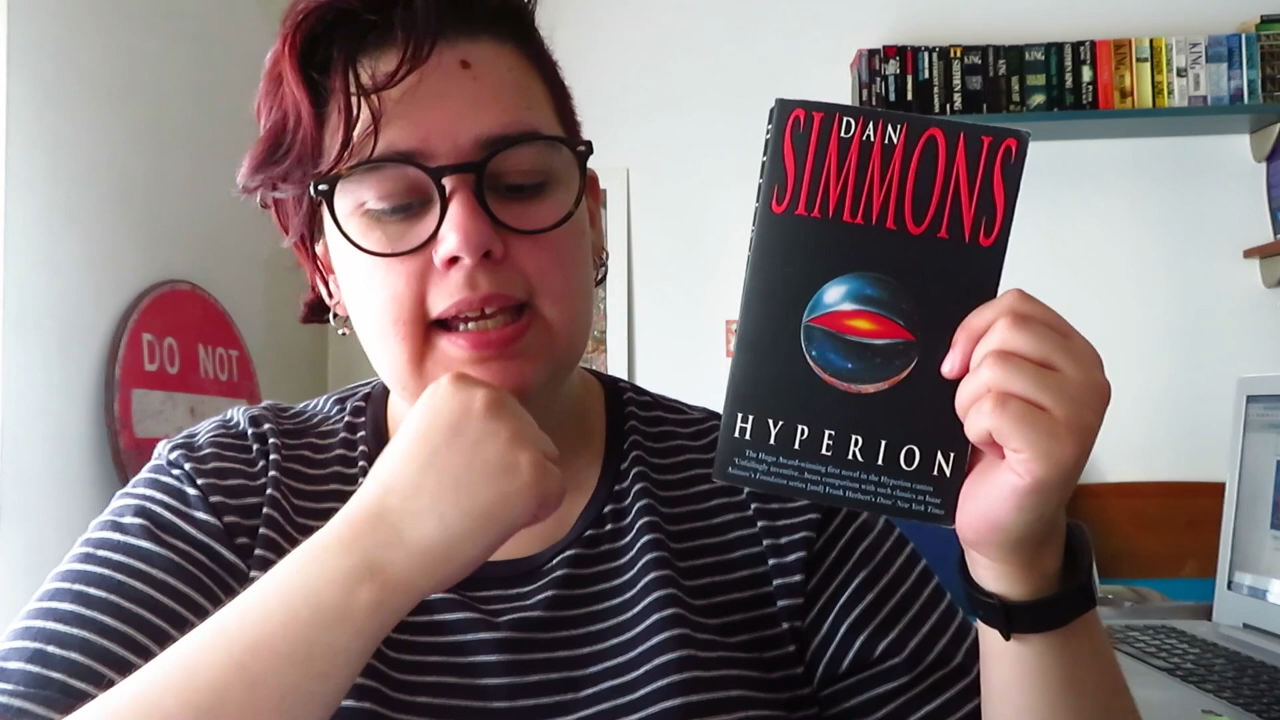 DO NOT
DAN
SIMMONS
HYPERION
The Hugo Award-winning first novel in the Hyperion cantos
'Unfailingly inventive...bears comparison with such classics as Isaac
Asimov's Foundation series [and] Frank Herbert's Dune' New York Times
STEPHEN KING
KING
KING
KING
KING